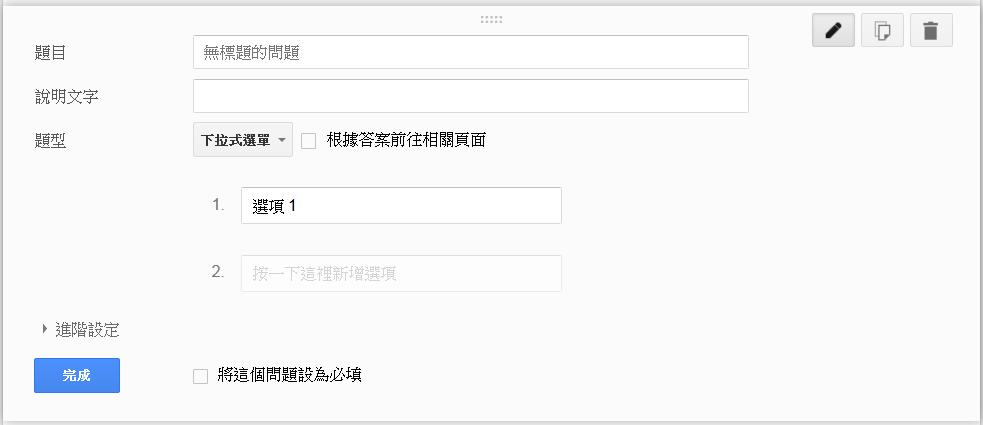 題目
無標題的問題
說明文字
題型
下拉式選單
根據答案前往相關頁面
1.
選項 1
2.
按一下這裡新增選項
進階設定
完成
將這個問題設為必填